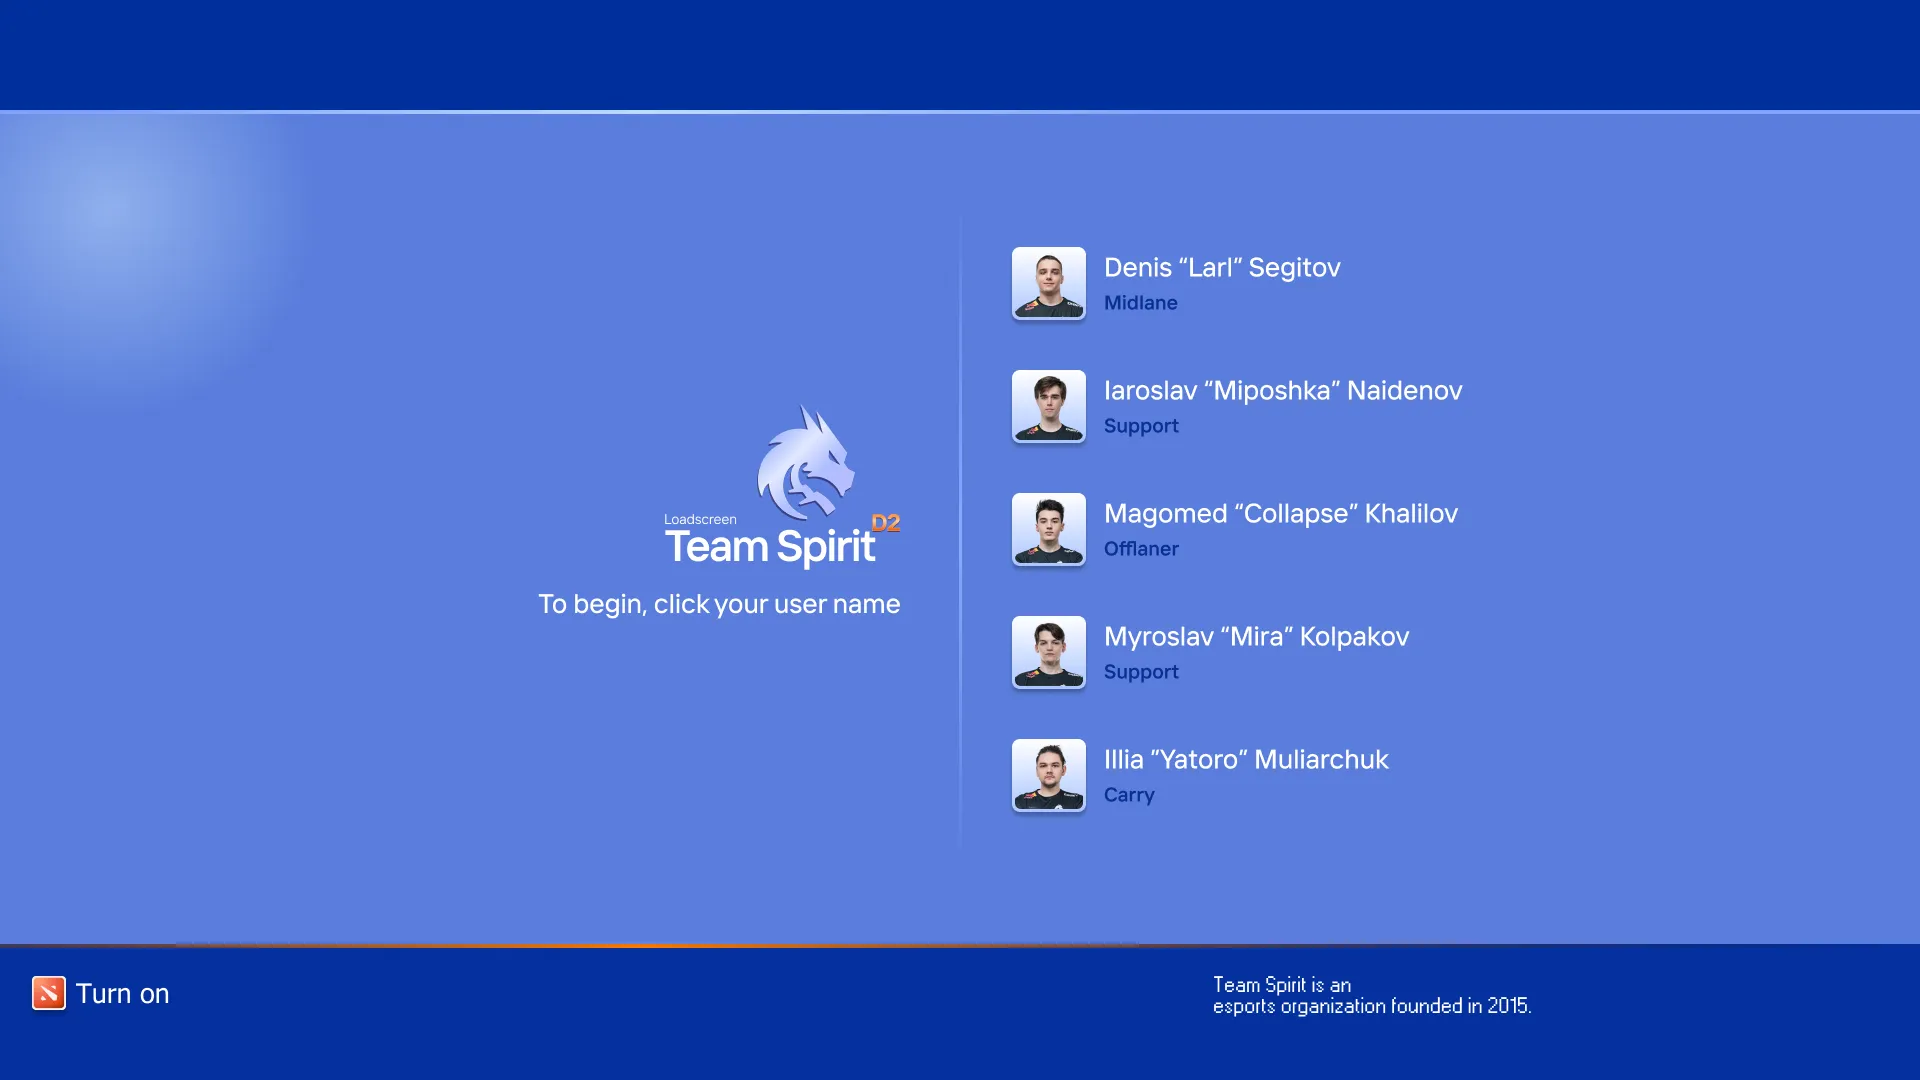 Loadscreen
Team Spirit D2
To begin, click your user name
Denis “Larl” Segitov
Midlane
Iaroslav “Miposhka” Naidenov
Support
Magomed “Collapse” Khalilov
Offlaner
Myroslav “Mira” Kolpakov
Support
Illia ”Yatoro” Muliarchuk
Carry
Turn on
Team Spirit is an
esports organization founded in 2015.